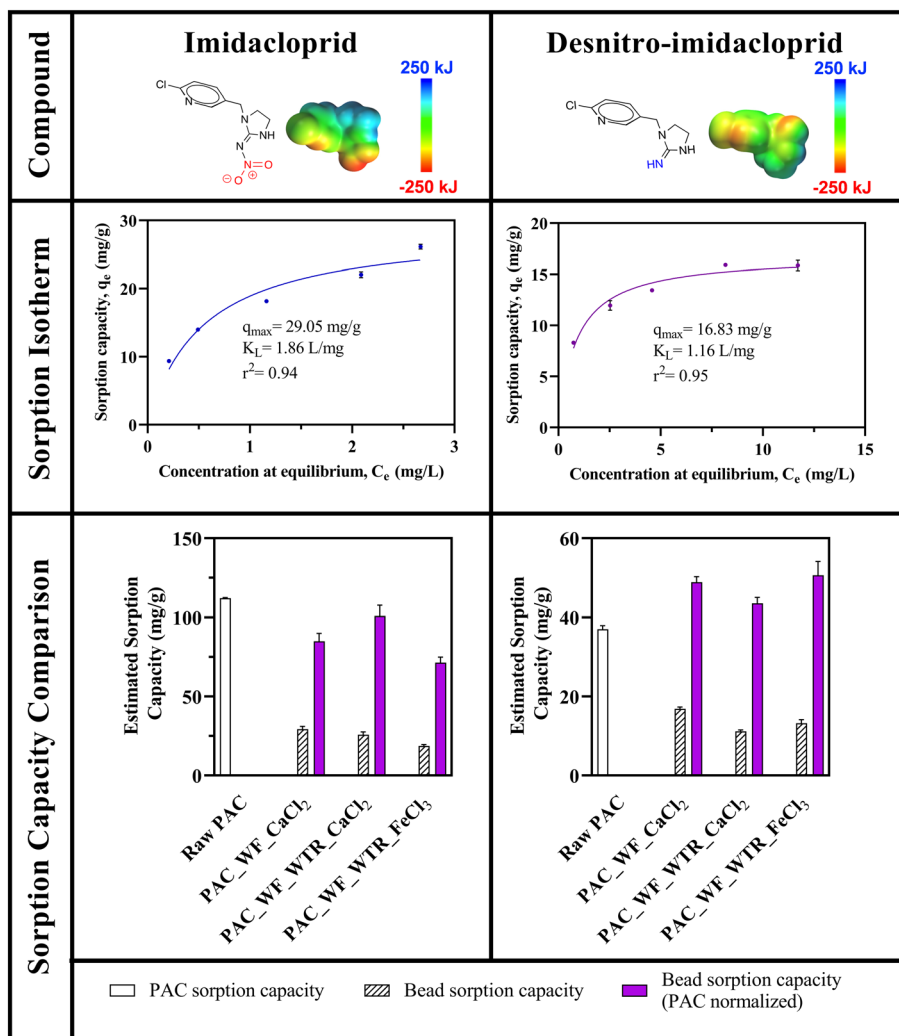 Compound
Imidacloprid
Cl
N
N
NH
N
N
⊕
O
O
⊖
250 kJ
-250 kJ
Desnitro-imidacloprid
Cl
N
N
NH
HN
250 kJ
-250 kJ
Sorption Isotherm
Sorption capacity, qₑ (mg/g)
30
20
10
0
qmax= 29.05 mg/g
K_L= 1.86 L/mg
r²= 0.94
0 1 2 3
Concentration at equilibrium, Cₑ (mg/L)
Sorption capacity, qₑ (mg/g)
20
15
10
5
0
qmax= 16.83 mg/g
K_L= 1.16 L/mg
r²= 0.95
0 5 10 15
Concentration at equilibrium, Cₑ (mg/L)
Sorption Capacity Comparison
Estimated Sorption
Capacity (mg/g)
150
100
50
0
Raw PAC
PAC_WF_CaCl₂
PAC_WF_WTR_CaCl₂
PAC_WF_WTR_FeCl₃
Estimated Sorption
Capacity (mg/g)
60
40
20
0
Raw PAC
PAC_WF_CaCl₂
PAC_WF_WTR_CaCl₂
PAC_WF_WTR_FeCl₃
PAC sorption capacity
Bead sorption capacity
Bead sorption capacity
(PAC normalized)